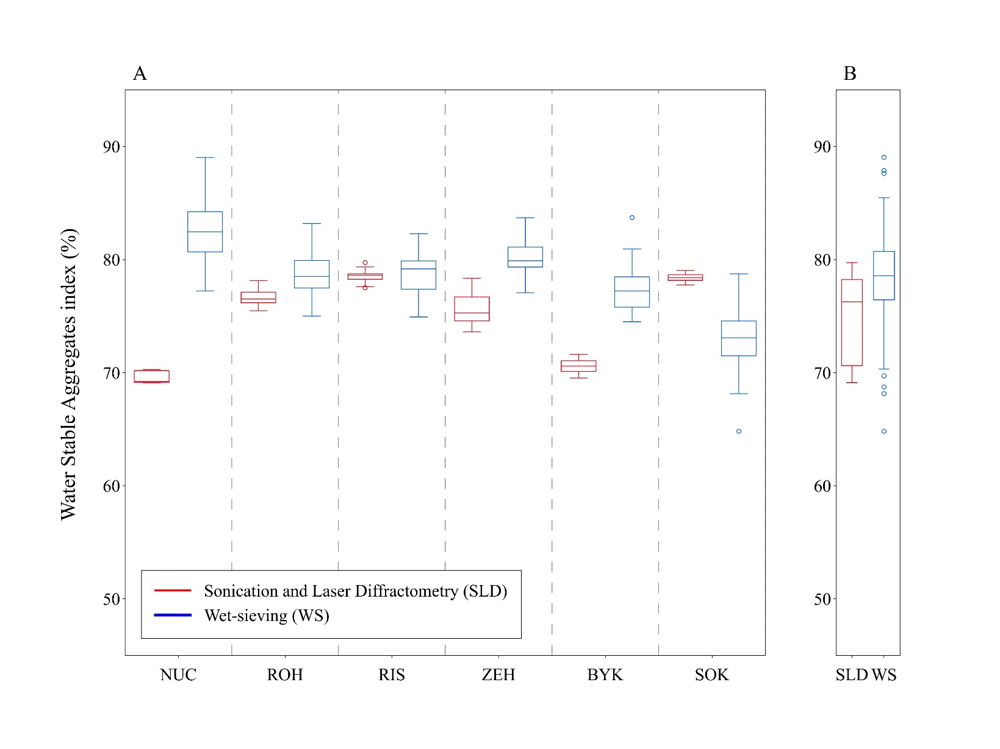 A
B
90
80
70
60
50
Water Stable Aggregates index (%)
90
80
70
60
50
Sonication and Laser Diffractometry (SLD)
Wet-sieving (WS)
NUC ROH RIS ZEH BYK SOK
SLD WS